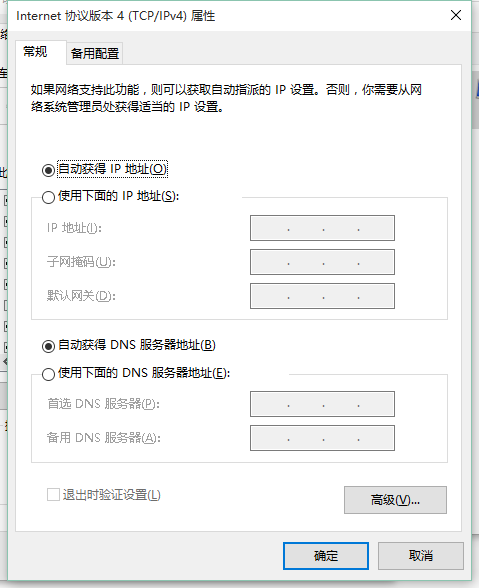 Internet 协议版本 4 (TCP/IPv4) 属性
常规
备用配置
如果网络支持此功能，则可以获取自动指派的 IP 设置。否则，你需要从网
络系统管理员处获得适当的 IP 设置。
自动获得 IP 地址(O)
使用下面的 IP 地址(S):
IP 地址(I):
子网掩码(U):
默认网关(D):
自动获得 DNS 服务器地址(B)
使用下面的 DNS 服务器地址(E):
首选 DNS 服务器(P):
备用 DNS 服务器(A):
退出时验证设置(L)
高级(V)...
确定
取消